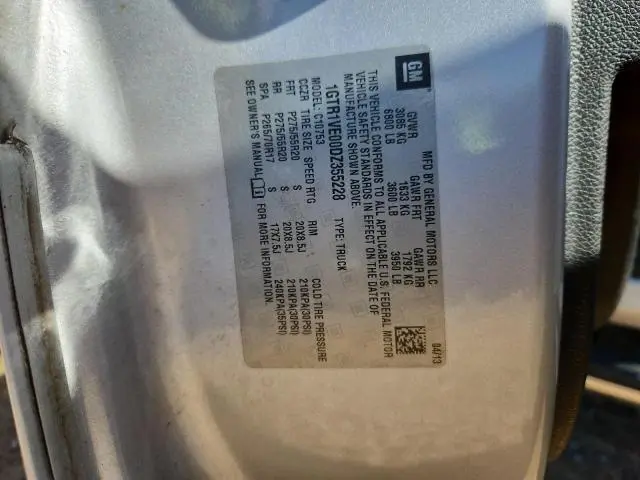 GM
MFD BY GENERAL MOTORS LLC
04/13
GVWR GAWR FRT GAWR RR
3085 KG 1633 KG 1792 KG
6800 LB 3600 LB 3950 LB
THIS VEHICLE CONFORMS TO ALL APPLICABLE U.S. FEDERAL MOTOR
VEHICLE SAFETY STANDARDS IN EFFECT ON THE DATE OF
MANUFACTURE SHOWN ABOVE.
1GTR1VE00DZ355228 TYPE: TRUCK
MODEL: C10753
CCZR TIRE SIZE SPEED RTG RIM COLD TIRE PRESSURE
FRT P275/55R20 S 20X8.5J 210KPA(30PSI)
RR P275/55R20 S 20X8.5J 210KPA(30PSI)
SPA P265/70R17 S 17X7.5J 240KPA(35PSI)
SEE OWNER'S MANUAL FOR MORE INFORMATION.